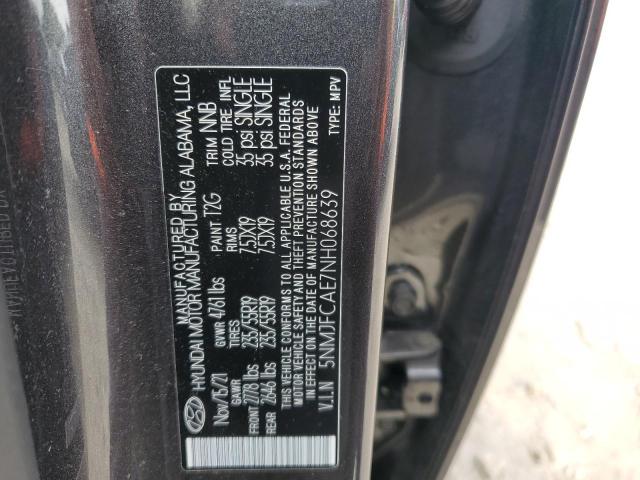 MANUFACTURED BY
HYUNDAI MOTOR MANUFACTURING ALABAMA, LLC
Nov/15/21 GVWR 4761 lbs PAINT T2G TRIM NNB
GAWR TIRES RIMS COLD TIRE INFL
FRONT 2778 lbs 235/55R19 7.5JX19 35 psi SINGLE
REAR 2646 lbs 235/55R19 7.5JX19 35 psi SINGLE
THIS VEHICLE CONFORMS TO ALL APPLICABLE U.S.A. FEDERAL
MOTOR VEHICLE SAFETY AND THEFT PREVENTION STANDARDS
IN EFFECT ON THE DATE OF MANUFACTURE SHOWN ABOVE
V.I.N 5NMJFCAE7NH068639 TYPE: MPV